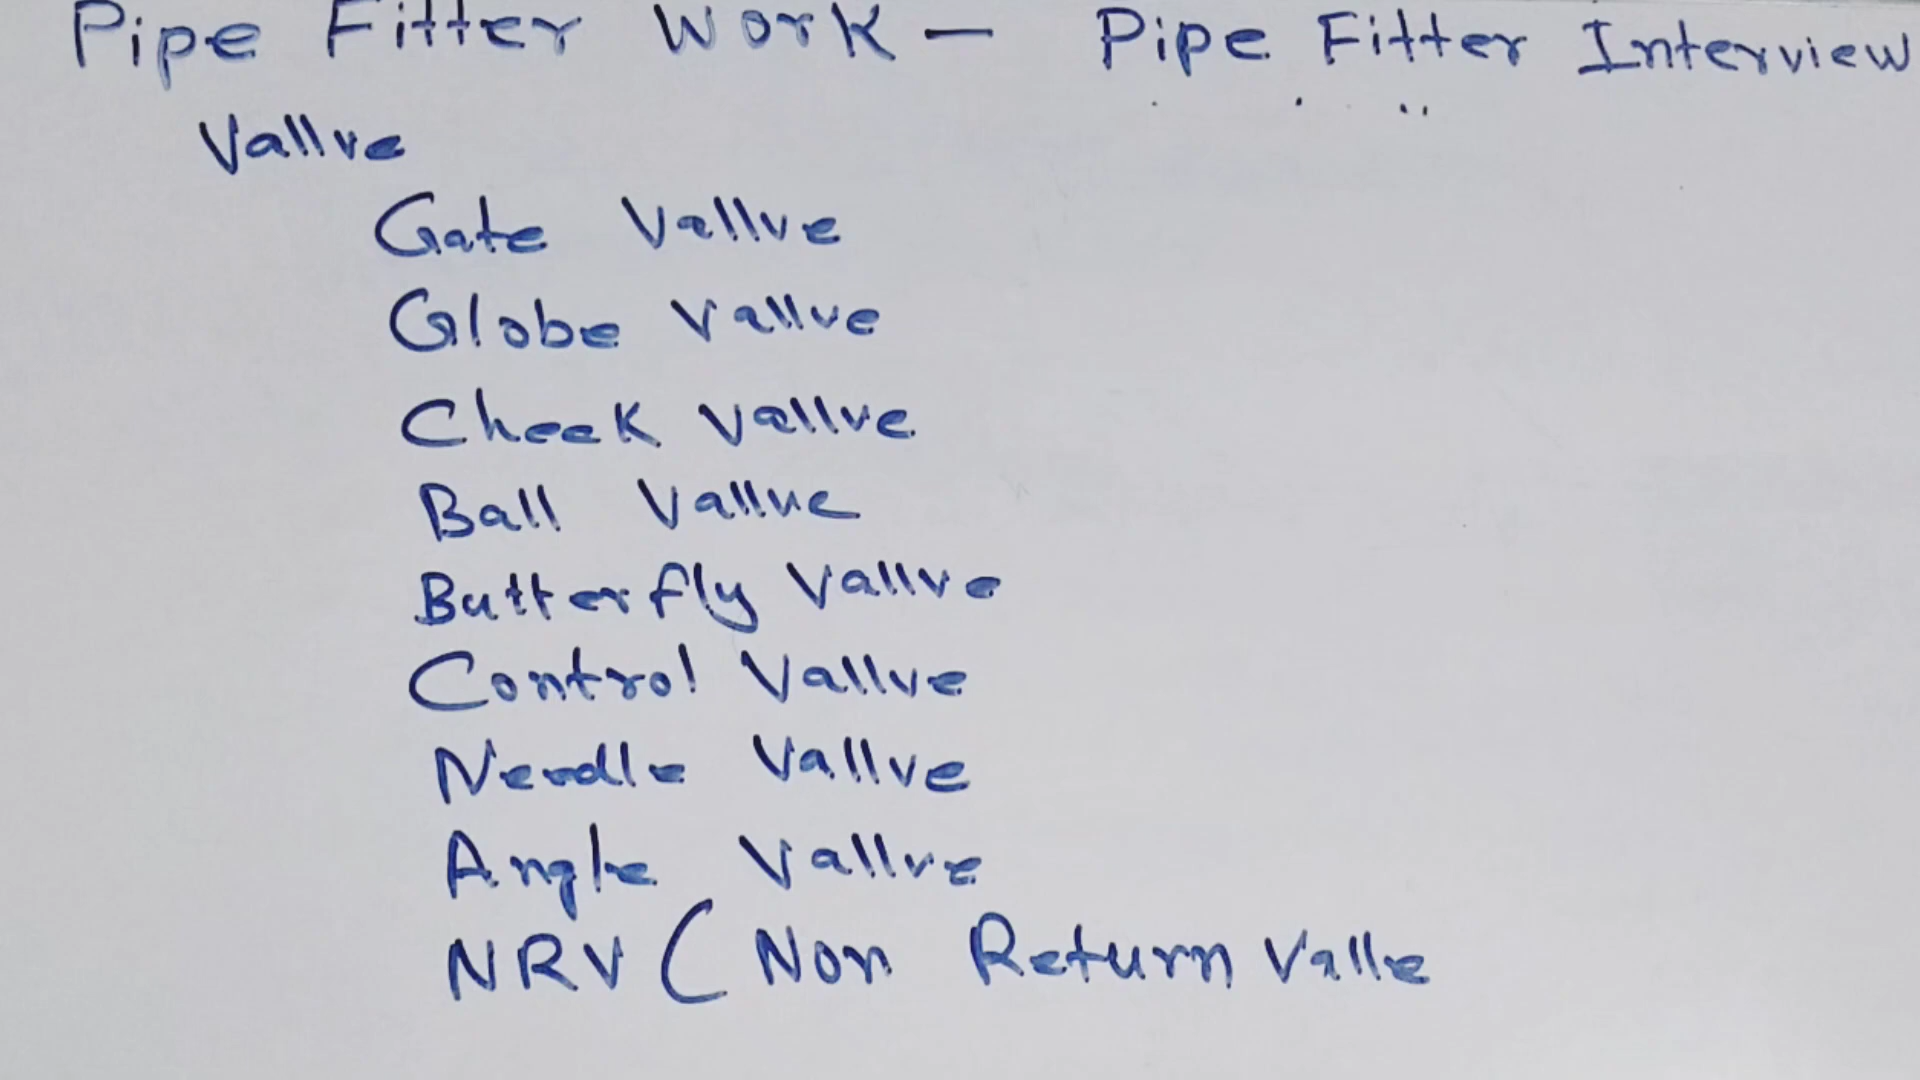 Pipe Fitter Work - Pipe Fitter Interview
Vallve
Gate Vallve
Globe Vallve
Cheek Vallve
Ball Vallve
Butterfly Vallve
Control Vallve
Needle Vallve
Angle Vallve
NRV ( Non Return Valle